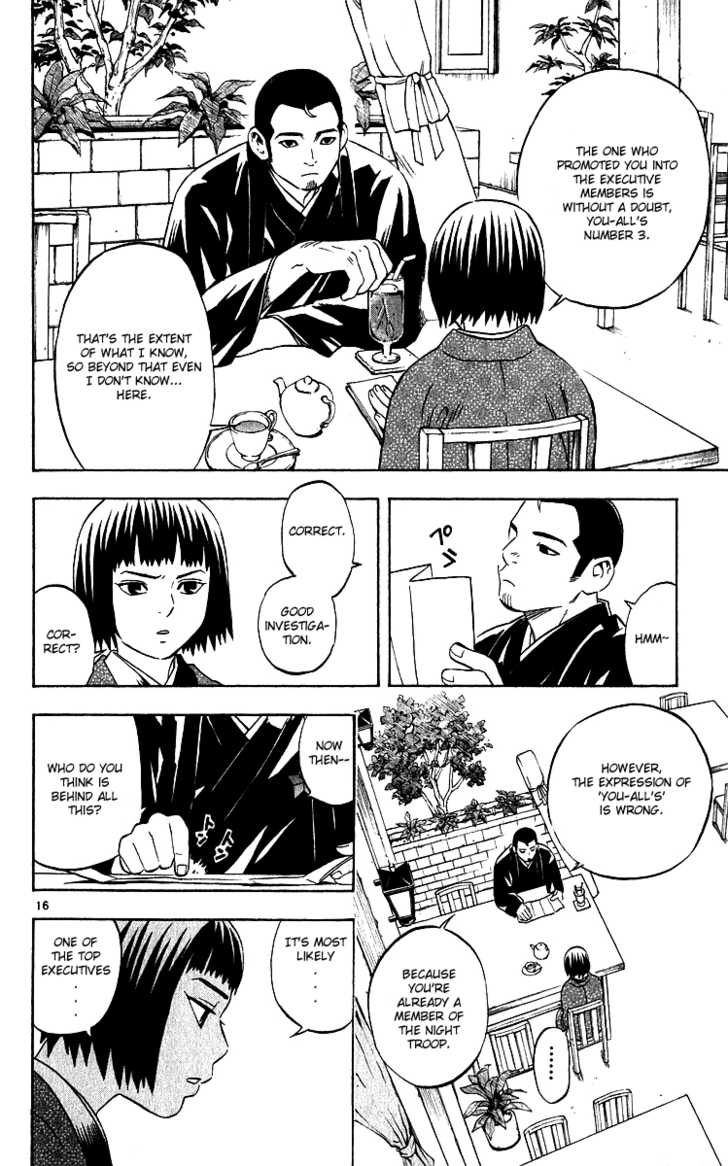 THE ONE WHO
PROMOTED YOU INTO
THE EXECUTIVE
MEMBERS IS
WITHOUT A DOUBT,
YOU-ALL'S
NUMBER 3.
THAT'S THE EXTENT
OF WHAT I KNOW,
SO BEYOND THAT EVEN
I DON'T KNOW...
HERE.
HMM~
プロ
CORRECT.
GOOD
INVESTIGA-
TION.
COR-
RECT?
HOWEVER,
THE EXPRESSION OF
'YOU-ALL'S'
IS WRONG.
BECAUSE
YOU'RE
ALREADY A
MEMBER OF
THE NIGHT
TROOP.
.....
NOW
THEN--
WHO DO YOU
THINK IS
BEHIND ALL
THIS?
16
IT'S MOST
LIKELY
...
ONE OF
THE TOP
EXECUTIVES
...